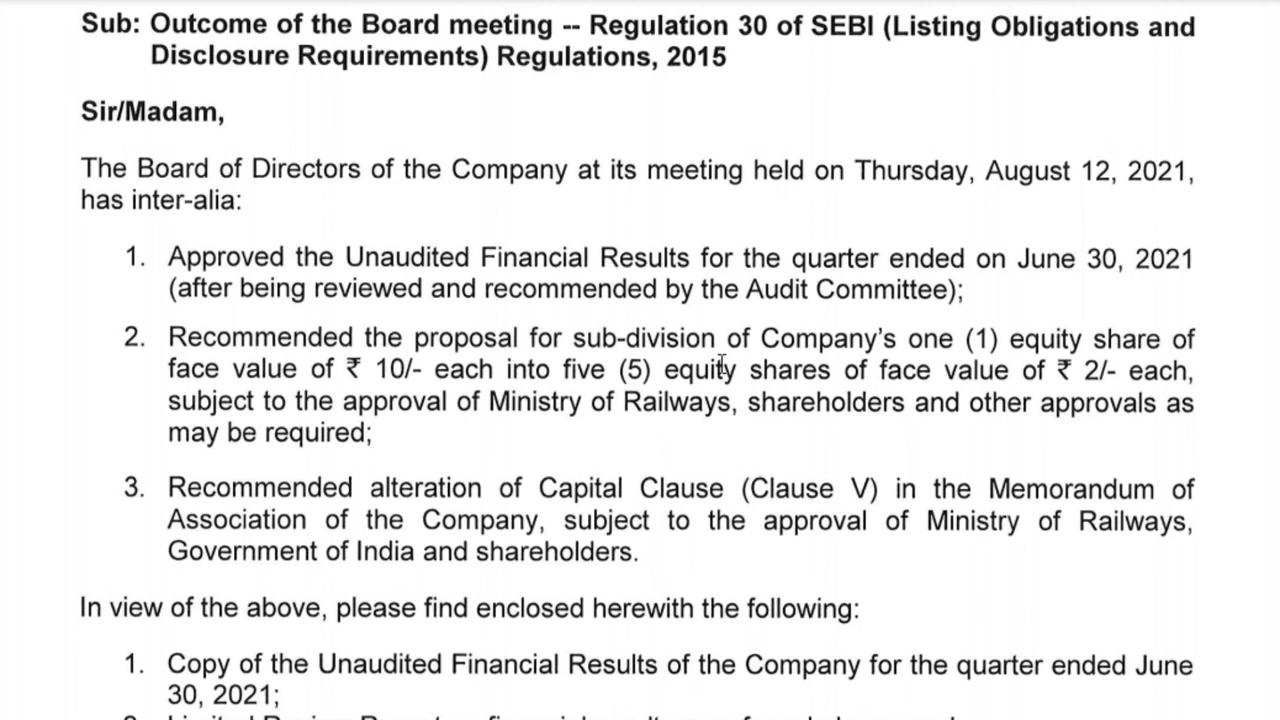 Sub: Outcome of the Board meeting -- Regulation 30 of SEBI (Listing Obligations and
Disclosure Requirements) Regulations, 2015
Sir/Madam,
The Board of Directors of the Company at its meeting held on Thursday, August 12, 2021,
has inter-alia:
1. Approved the Unaudited Financial Results for the quarter ended on June 30, 2021
(after being reviewed and recommended by the Audit Committee);
2. Recommended the proposal for sub-division of Company's one (1) equity share of
face value of ₹ 10/- each into five (5) equity shares of face value of ₹ 2/- each,
subject to the approval of Ministry of Railways, shareholders and other approvals as
may be required;
3. Recommended alteration of Capital Clause (Clause V) in the Memorandum of
Association of the Company, subject to the approval of Ministry of Railways,
Government of India and shareholders.
In view of the above, please find enclosed herewith the following:
1. Copy of the Unaudited Financial Results of the Company for the quarter ended June
30, 2021;